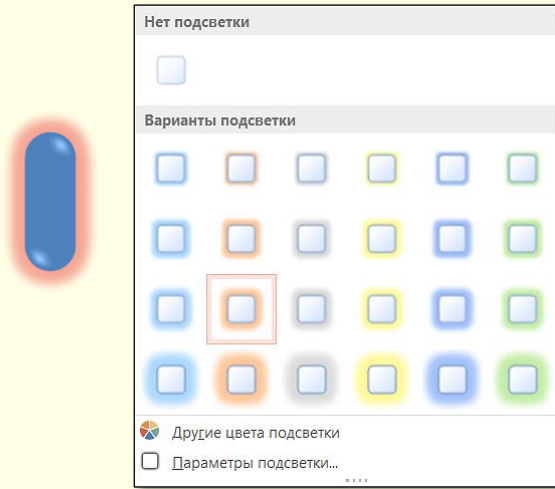 Нет подсветки
Варианты подсветки
Другие цвета подсветки
Параметры подсветки...